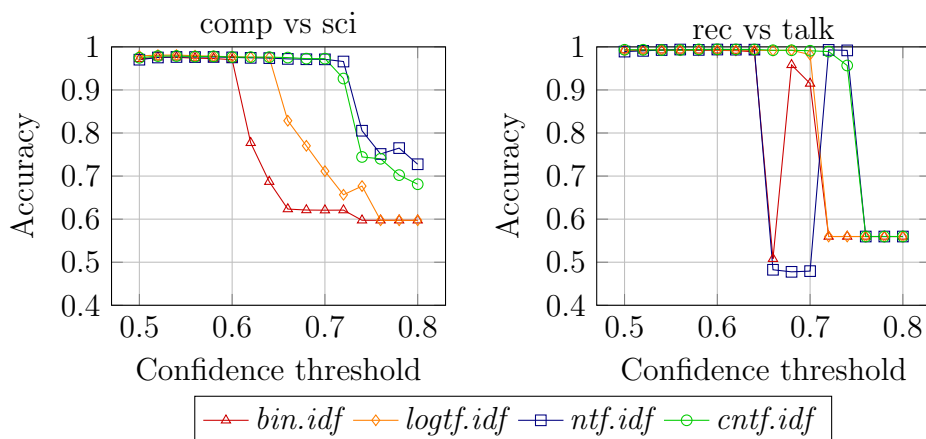 comp vs sci
rec vs talk
1
0.9
0.8
0.7
0.6
0.5
0.4
Accuracy
0.5 0.6 0.7 0.8
Confidence threshold
1
0.9
0.8
0.7
0.6
0.5
0.4
Accuracy
0.5 0.6 0.7 0.8
Confidence threshold
bin.idf logtf.idf ntf.idf cntf.idf